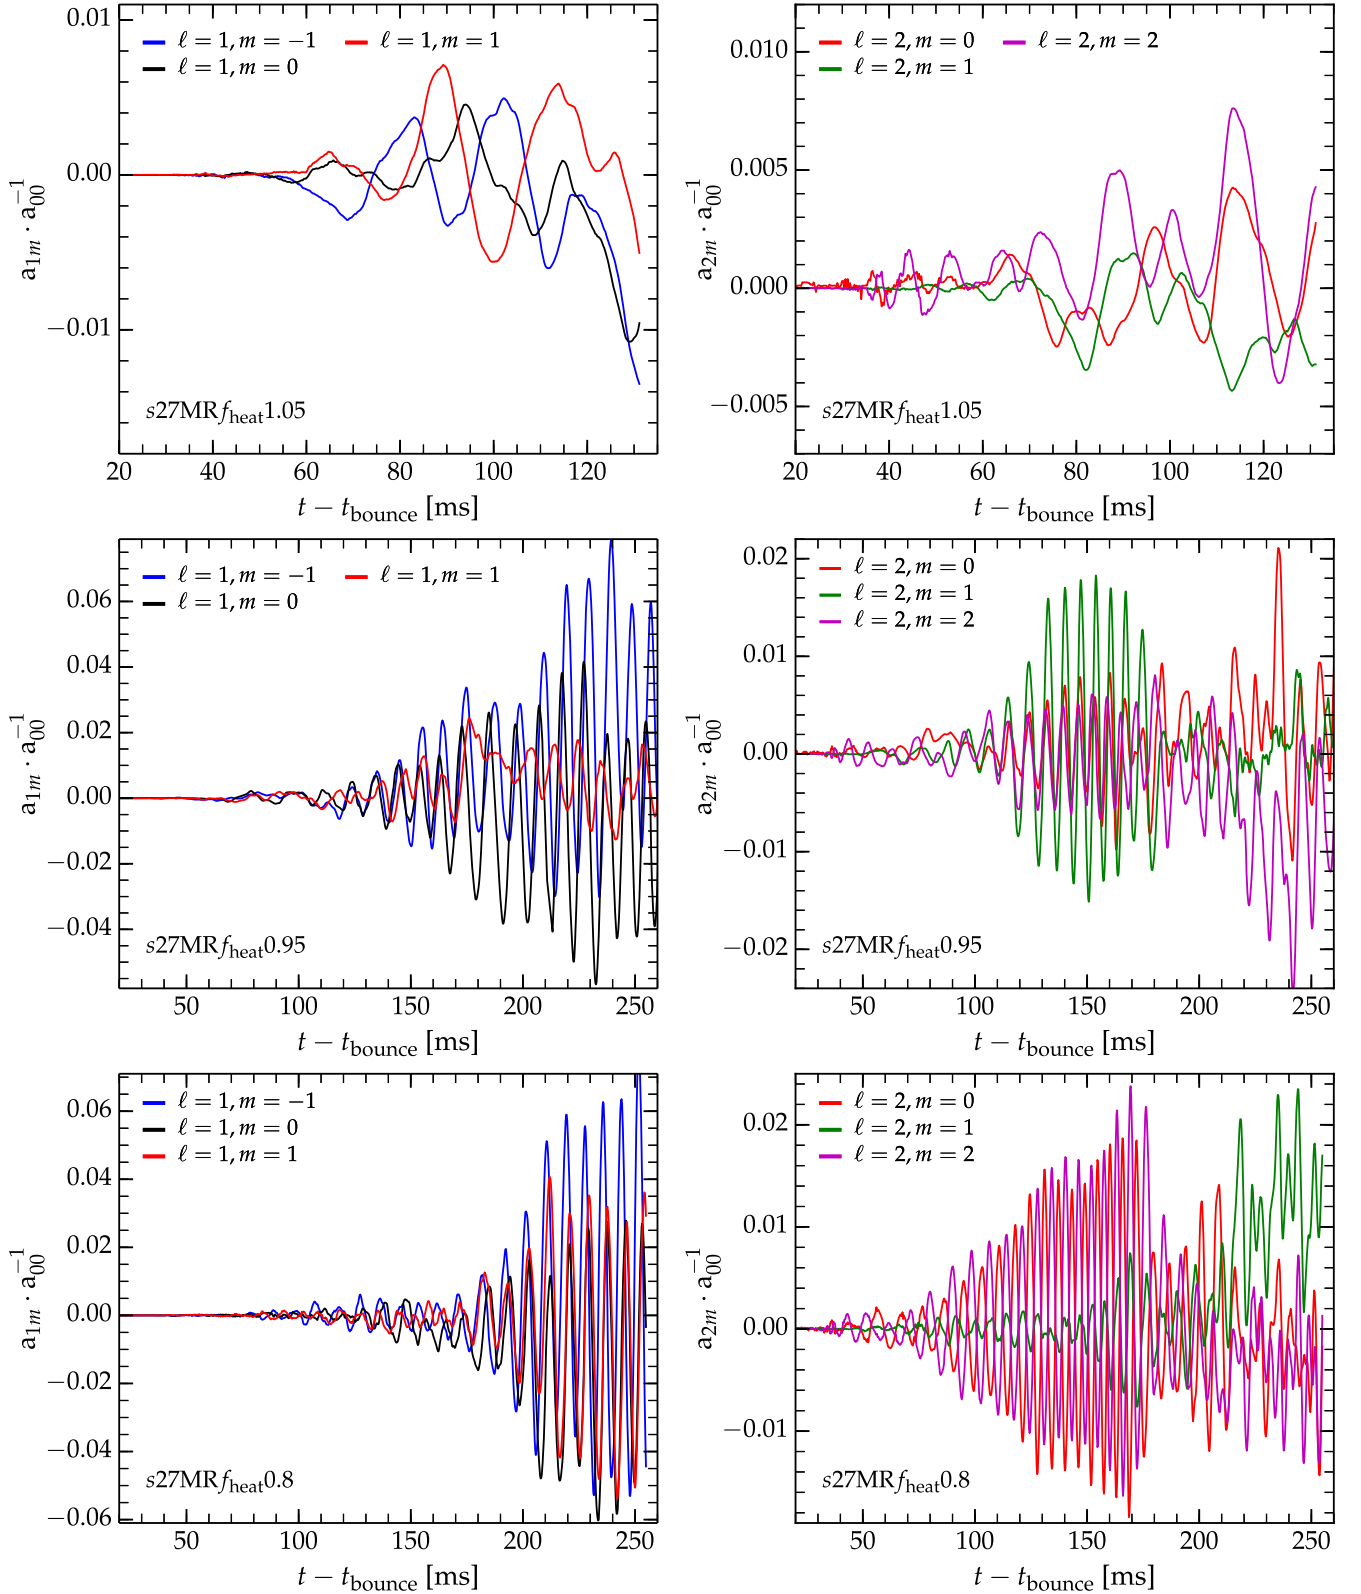 0.01
0.00
−0.01
a1m · a00⁻¹
ℓ = 1, m = −1
ℓ = 1, m = 1
ℓ = 1, m = 0
s27MRfheat1.05
20 40 60 80 100 120
t − tbounce [ms]
0.010
0.005
0.000
−0.005
a2m · a00⁻¹
ℓ = 2, m = 0
ℓ = 2, m = 2
ℓ = 2, m = 1
s27MRfheat1.05
20 40 60 80 100 120
t − tbounce [ms]
0.06
0.04
0.02
0.00
−0.02
−0.04
a1m · a00⁻¹
ℓ = 1, m = −1
ℓ = 1, m = 1
ℓ = 1, m = 0
s27MRfheat0.95
50 100 150 200 250
t − tbounce [ms]
0.02
0.01
0.00
−0.01
−0.02
a2m · a00⁻¹
ℓ = 2, m = 0
ℓ = 2, m = 1
ℓ = 2, m = 2
s27MRfheat0.95
50 100 150 200 250
t − tbounce [ms]
0.06
0.04
0.02
0.00
−0.02
−0.04
−0.06
a1m · a00⁻¹
ℓ = 1, m = −1
ℓ = 1, m = 0
ℓ = 1, m = 1
s27MRfheat0.8
50 100 150 200 250
t − tbounce [ms]
0.02
0.01
0.00
−0.01
a2m · a00⁻¹
ℓ = 2, m = 0
ℓ = 2, m = 1
ℓ = 2, m = 2
s27MRfheat0.8
50 100 150 200 250
t − tbounce [ms]